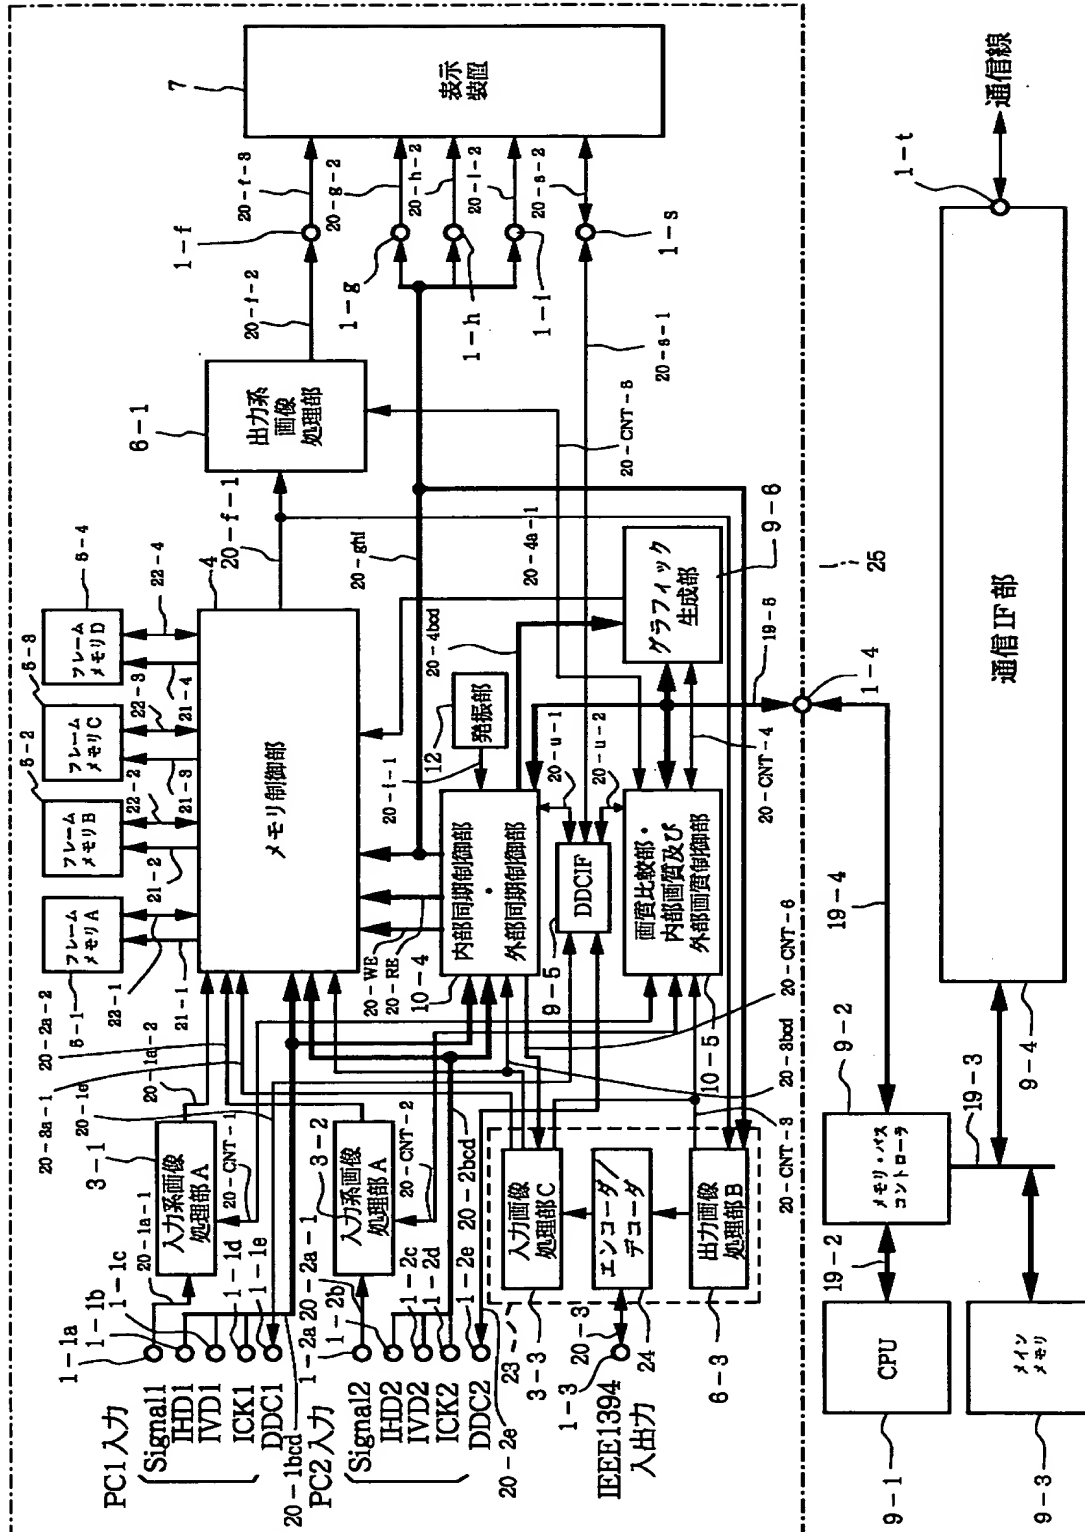 PC1入力
Signal1
IHD1
IVD1
ICK1
DDC1
1-1a
1-1b
1-1c
1-1d
1-1e
20-1bcd
PC2入力
Signal2
IHD2
IVD2
ICK2
DDC2
1-2a
1-2b
1-2c
1-2d
1-2e
20-2e
IEEE1394
入出力
1-3
20-3
23
24
3-3
6-3
入力系画像
処理部A
3-1
20-1a-1
20-1a-2
20-CNT-1
20-1e
20-3a-1
20-2a-2
入力系画像
処理部A
3-2
20-2a-1
20-CNT-2
20-2bcd
入力画像
処理部C
エンコーダ/
デコーダ
出力画像
処理部B
フレーム
メモリA
5-1
21-1
22-1
フレーム
メモリB
5-2
21-2
22-2
フレーム
メモリC
5-3
21-3
22-3
フレーム
メモリD
5-4
21-4
22-4
メモリ制御部
4
20-f-1
出力系
画像
処理部
6-1
20-f-2
1-f
20-f-3
表示
装置
7
20-g-2
20-h-2
20-i-2
20-s-2
1-g
1-h
1-i
1-s
20-s-1
20-CNT-5
20-ghi
20-4a-1
20-4bcd
発振部
12
20-i-1
20-WE
20-RE
10-4
内部同期制御部
・
外部同期制御部
20-u-1
20-u-2
DDCIF
9-5
画質比較部・
内部画質及び
外部画質制御部
10-5
グラフィック
生成部
9-6
20-CNT-4
20-CNT-6
20-3bcd
20-CNT-3
19-5
25
1-4
19-4
CPU
9-1
19-2
メモリ・バス
コントローラ
9-2
19-3
メイン
メモリ
9-3
通信IF部
9-4
1-t
通信線